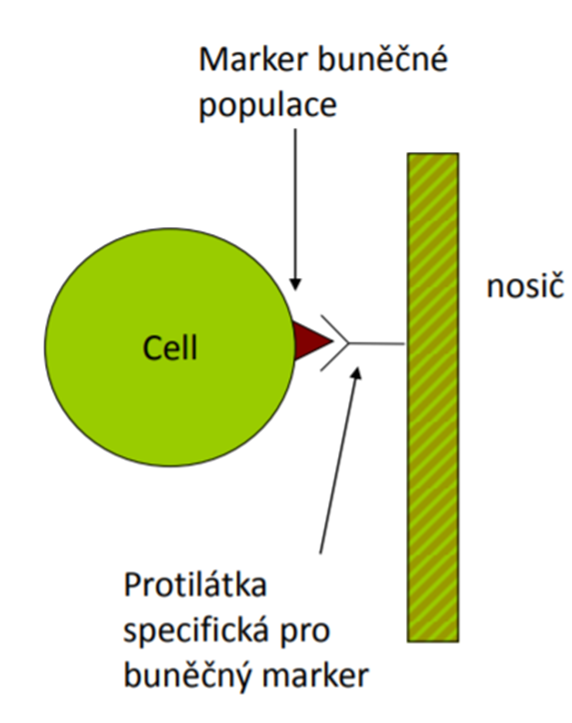 Marker buněčné
populace
nosič
Cell
Protilátka
specifická pro
buněčný marker